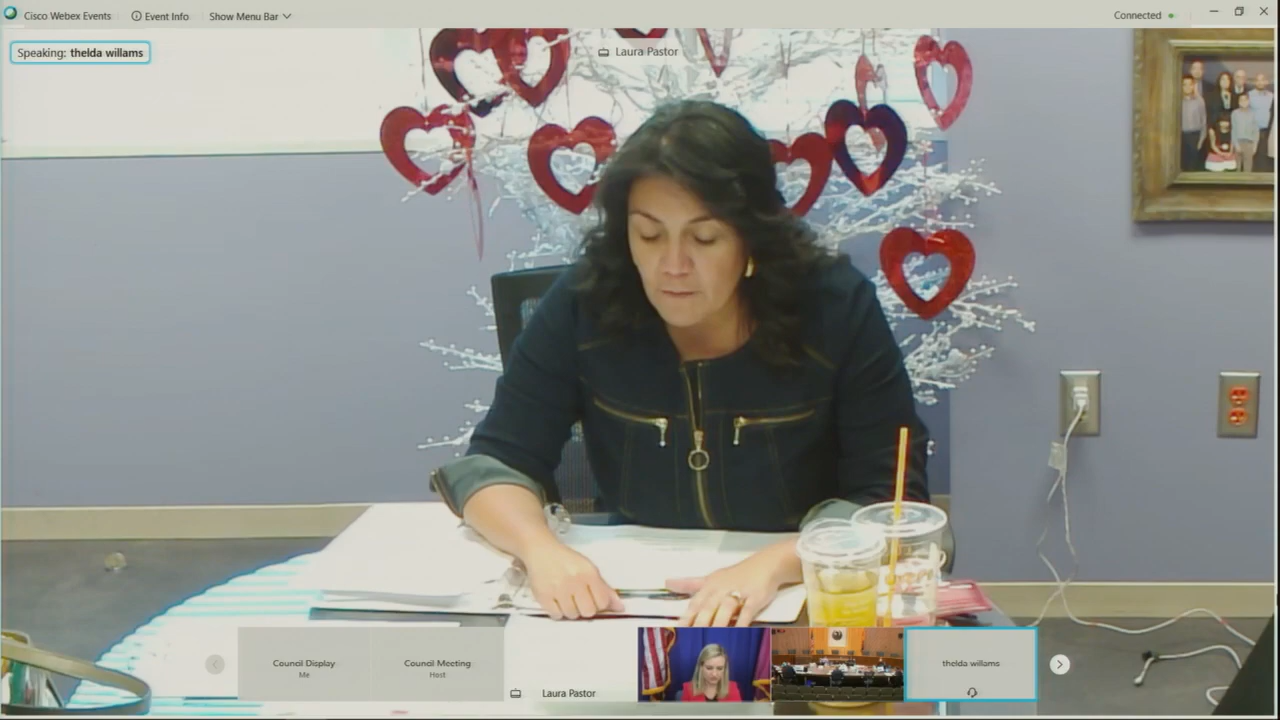 Cisco Webex Events
Event Info
Show Menu Bar
Connected
Speaking: thelda willams
Laura Pastor
Council Display
Me
Council Meeting
Host
Laura Pastor
thelda willams